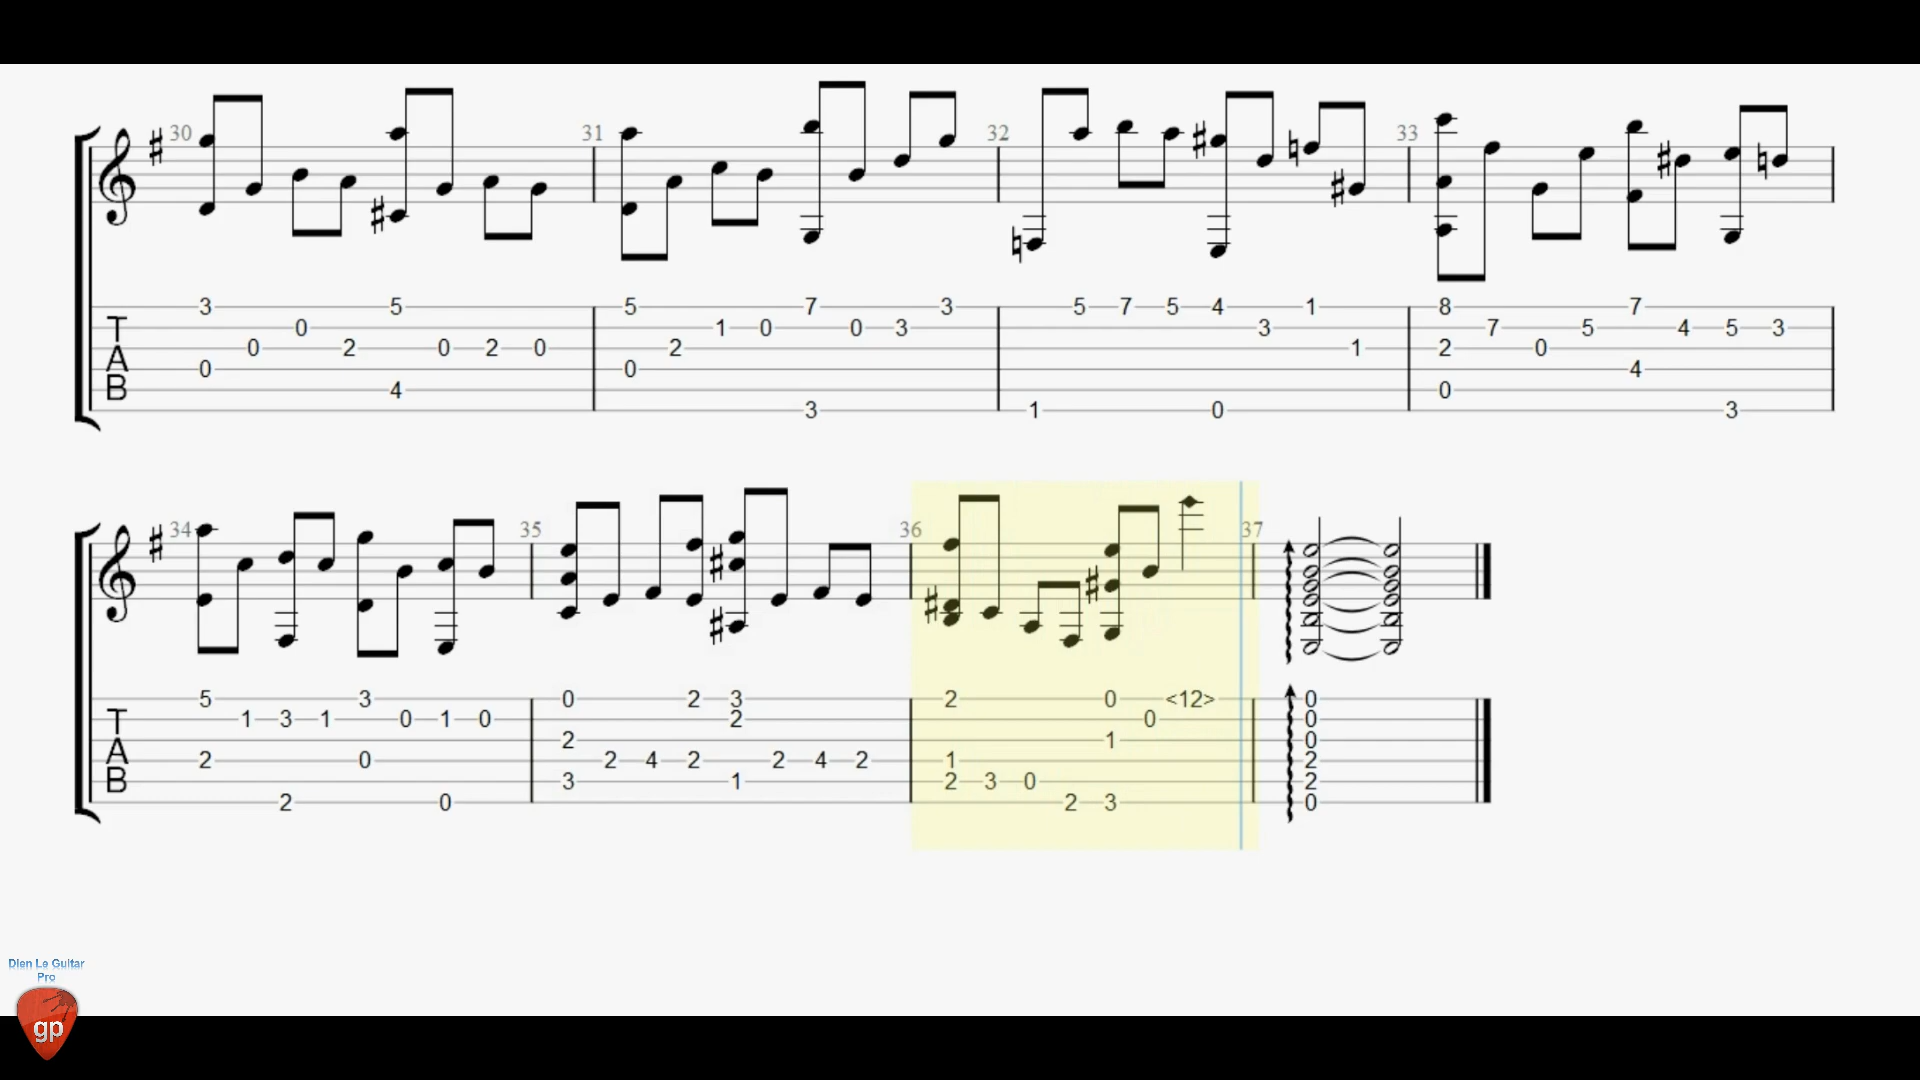 30 31 32 33
3 5 5 7 3 5 7 5 4 1 8 7
T 0 1 0 0 3 3 7 5 4 5 3
A 0 2 0 2 0 2 1 2 0
0 0 4
B 4 0
3 1 0 3
34 35 36 37
5 3 0 2 3 2 0 <12> 0
T 1 3 1 0 1 0 2 0 0
2 1 0
A 2 0 2 4 2 2 4 2 1 2
B 3 1 2 3 0 2
2 0 2 3 0
Dien Le Guitar
Pro
gp